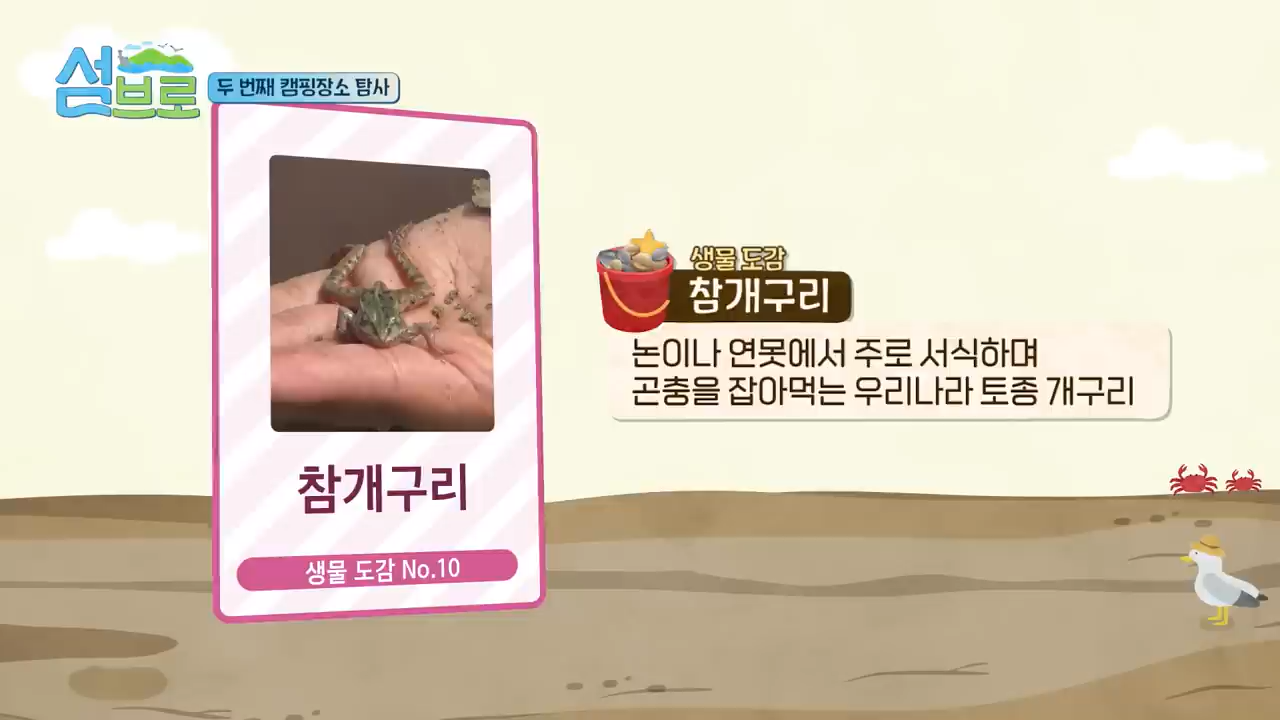 섬브로
두 번째 캠핑장소 탐사
참개구리
생물 도감 No.10
생물 도감
참개구리
논이나 연못에서 주로 서식하며
곤충을 잡아먹는 우리나라 토종 개구리